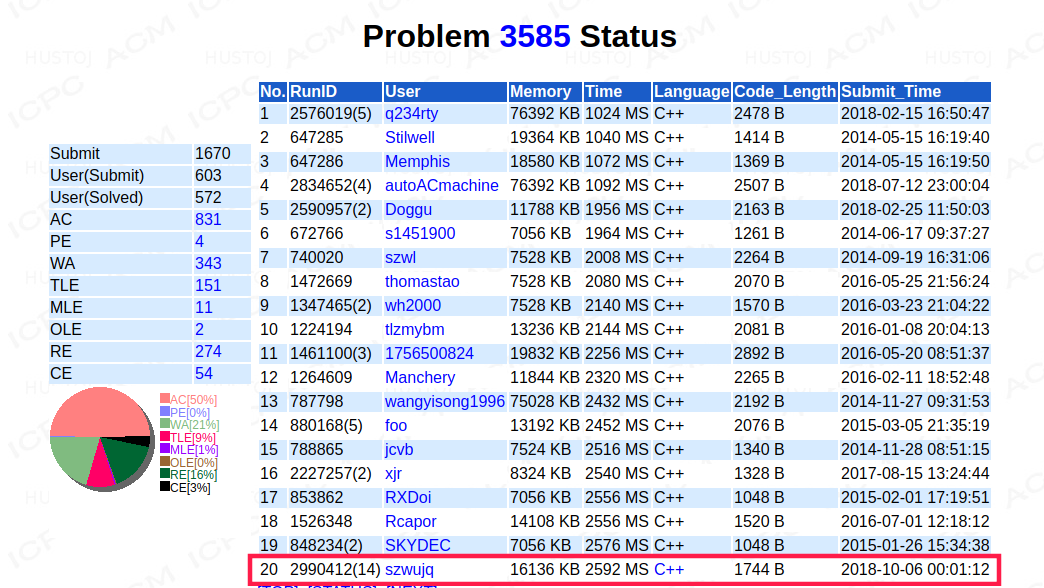 Problem 3585 Status
No. RunID User Memory Time Language Code_Length Submit_Time
1 2576019(5) q234rty 76392 KB 1024 MS C++ 2478 B 2018-02-15 16:50:47
2 647285 Stilwell 19364 KB 1040 MS C++ 1414 B 2014-05-15 16:19:40
3 647286 Memphis 18580 KB 1072 MS C++ 1369 B 2014-05-15 16:19:50
4 2834652(4) autoACmachine 76392 KB 1092 MS C++ 2507 B 2018-07-12 23:00:04
5 2590957(2) Doggu 11788 KB 1956 MS C++ 2163 B 2018-02-25 11:50:03
6 672766 s1451900 7056 KB 1964 MS C++ 1261 B 2014-06-17 09:37:27
7 740020 szwl 7528 KB 2008 MS C++ 2264 B 2014-09-19 16:31:06
8 1472669 thomastao 7528 KB 2080 MS C++ 2070 B 2016-05-25 21:56:24
9 1347465(2) wh2000 7528 KB 2140 MS C++ 1570 B 2016-03-23 21:04:22
10 1224194 tlzmybm 13236 KB 2144 MS C++ 2081 B 2016-01-08 20:04:13
11 1461100(3) 1756500824 19832 KB 2256 MS C++ 2892 B 2016-05-20 08:51:37
12 1264609 Manchery 11844 KB 2320 MS C++ 2265 B 2016-02-11 18:52:48
13 787798 wangyisong1996 75028 KB 2432 MS C++ 2192 B 2014-11-27 09:31:53
14 880168(5) foo 13192 KB 2452 MS C++ 2076 B 2015-03-05 21:35:19
15 788865 jcvb 7524 KB 2516 MS C++ 1340 B 2014-11-28 08:51:15
16 2227257(2) xjr 8324 KB 2540 MS C++ 1328 B 2017-08-15 13:24:44
17 853862 RXDoi 7056 KB 2556 MS C++ 1048 B 2015-02-01 17:19:51
18 1526348 Rcapor 14108 KB 2556 MS C++ 1520 B 2016-07-01 12:18:12
19 848234(2) SKYDEC 7056 KB 2576 MS C++ 1048 B 2015-01-26 15:34:38
20 2990412(14) szwujq 16136 KB 2592 MS C++ 1744 B 2018-10-06 00:01:12
Submit 1670
User(Submit) 603
User(Solved) 572
AC 831
PE 4
WA 343
TLE 151
MLE 11
OLE 2
RE 274
CE 54
AC[50%]
PE[0%]
WA[21%]
TLE[9%]
MLE[1%]
OLE[0%]
RE[16%]
CE[3%]
HUSTOJ
ACM
ICPC